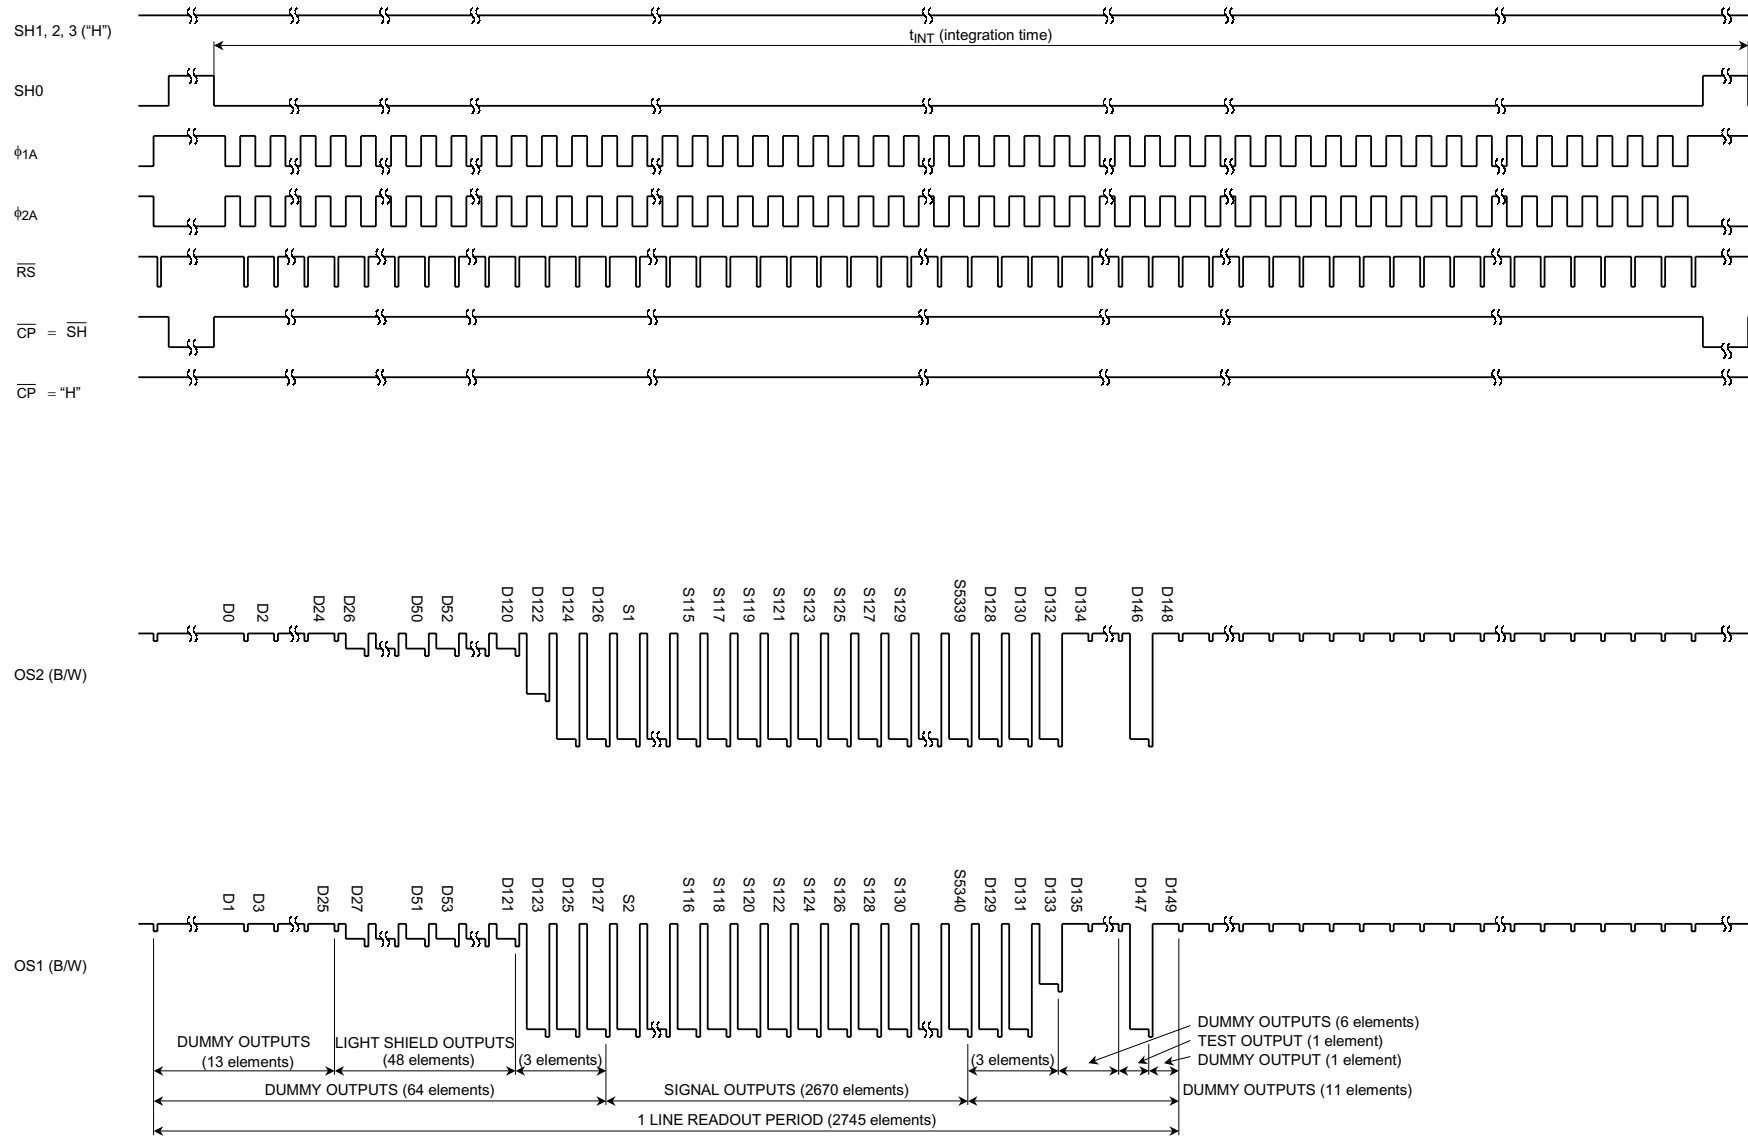 SH1, 2, 3 (“H”)
tINT (integration time)
SH0
ϕ1A
ϕ2A
RS
CP = SH
CP = “H”
D0 D2 D24 D26 D50 D52 D120 D122 D124 D126 S1 S115 S117 S119 S121 S123 S125 S127 S129 S5339 D128 D130 D132 D134 D146 D148
OS2 (B/W)
D1 D3 D25 D27 D51 D53 D121 D123 D125 D127 S2 S116 S118 S120 S122 S124 S126 S128 S130 S5340 D129 D131 D133 D135 D147 D149
OS1 (B/W)
DUMMY OUTPUTS
(13 elements)
LIGHT SHIELD OUTPUTS
(48 elements)
(3 elements)
(3 elements)
DUMMY OUTPUTS (6 elements)
TEST OUTPUT (1 element)
DUMMY OUTPUT (1 element)
DUMMY OUTPUTS (64 elements)
SIGNAL OUTPUTS (2670 elements)
DUMMY OUTPUTS (11 elements)
1 LINE READOUT PERIOD (2745 elements)